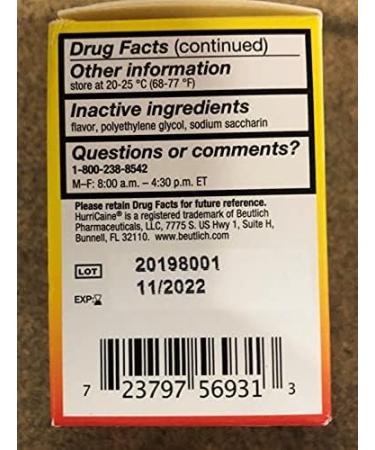 Drug Facts (continued)
Other information
store at 20-25 °C (68-77 °F)
Inactive ingredients
flavor, polyethylene glycol, sodium saccharin
Questions or comments?
1-800-238-8542
M–F: 8:00 a.m. – 4:30 p.m. ET
Please retain Drug Facts for future reference.
HurriCaine® is a registered trademark of Beutlich
Pharmaceuticals, LLC, 7775 S. US Hwy 1, Suite H,
Bunnell, FL 32110. www.beutlich.com
LOT 20198001
EXP: 11/2022
7 23797 56931 3